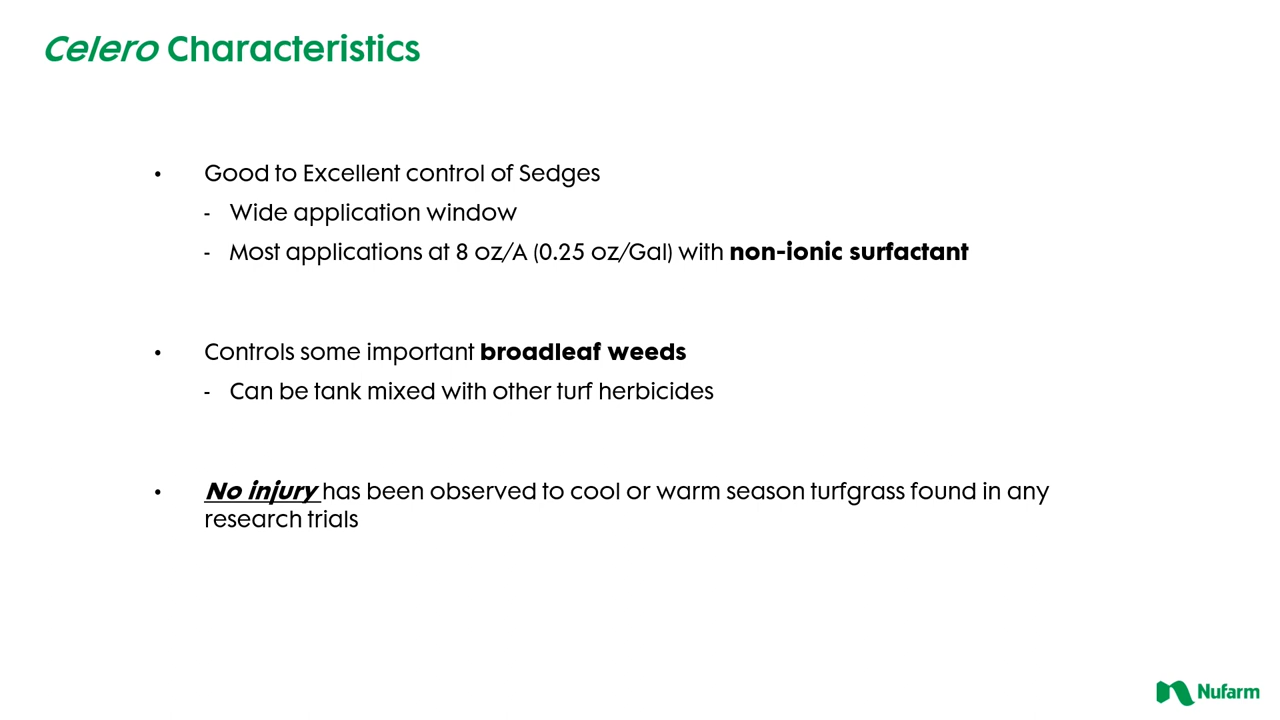 Celero Characteristics
• Good to Excellent control of Sedges
- Wide application window
- Most applications at 8 oz/A (0.25 oz/Gal) with non-ionic surfactant
• Controls some important broadleaf weeds
- Can be tank mixed with other turf herbicides
• No injury has been observed to cool or warm season turfgrass found in any
research trials
Nufarm